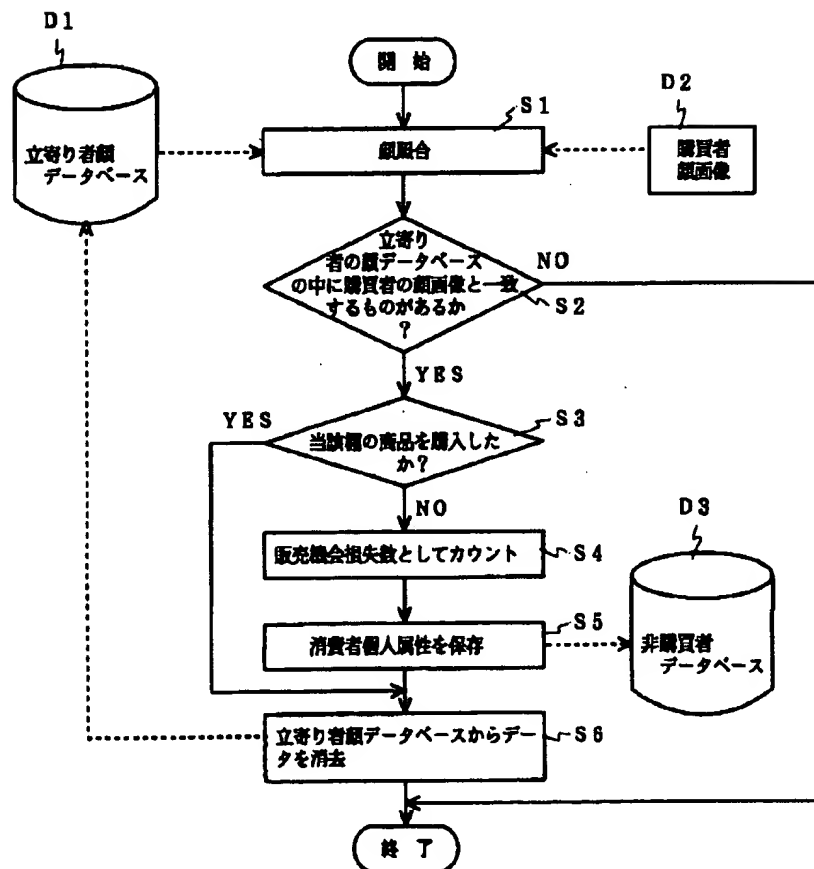 D1
開 始
S1
D2
立寄り者顔
データベース
顔照合
購買者
顔画像
立寄り
者の顔データベース
の中に購買者の顔画像と一致
するものがあるか
?
NO
S2
YES
YES
S3
当該棚の商品を購入した
か?
NO
D3
販売機会損失数としてカウント
S4
S5
消費者個人属性を保存
非購買者
データベース
立寄り者顔データベースからデー
タを消去
S6
終 了